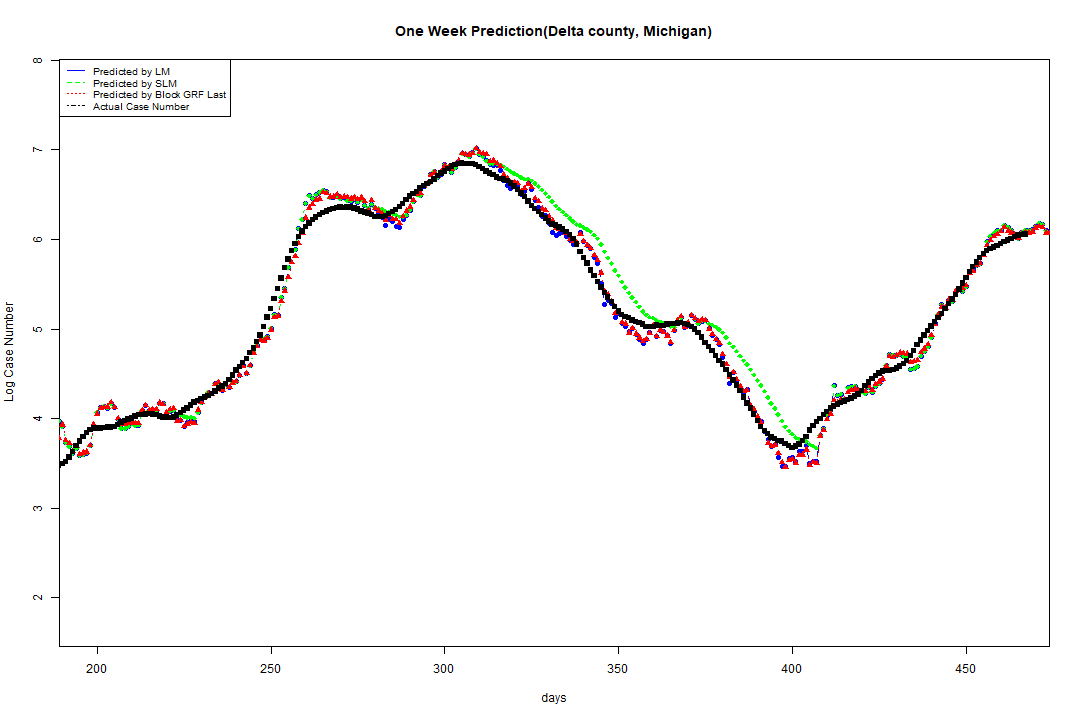 One Week Prediction(Delta county, Michigan)
Predicted by LM
Predicted by SLM
Predicted by Block GRF Last
Actual Case Number
Log Case Number
8
7
6
5
4
3
2
200 250 300 350 400 450
days